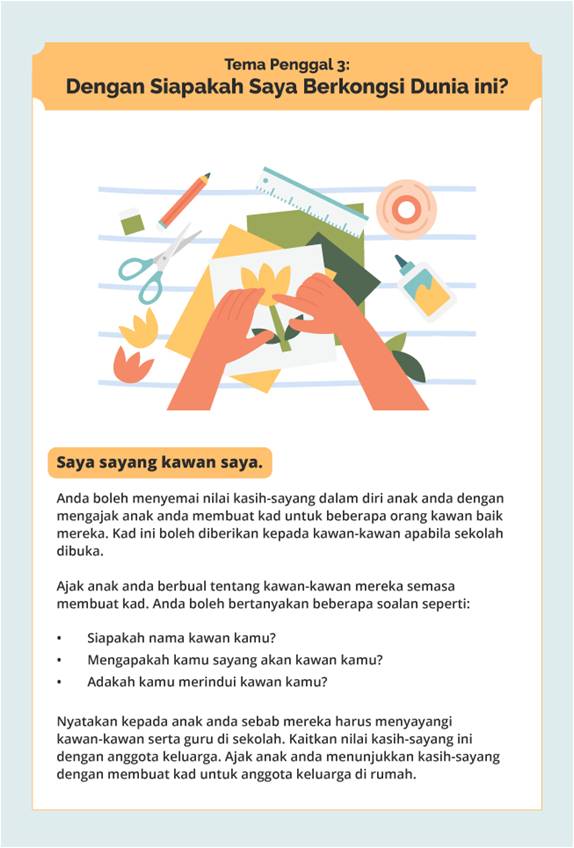 Tema Penggal 3:
Dengan Siapakah Saya Berkongsi Dunia ini?
Saya sayang kawan saya.
Anda boleh menyemai nilai kasih-sayang dalam diri anak anda dengan
mengajak anak anda membuat kad untuk beberapa orang kawan baik
mereka. Kad ini boleh diberikan kepada kawan-kawan apabila sekolah
dibuka.
Ajak anak anda berbual tentang kawan-kawan mereka semasa
membuat kad. Anda boleh bertanyakan beberapa soalan seperti:
• Siapakah nama kawan kamu?
• Mengapakah kamu sayang akan kawan kamu?
• Adakah kamu merindui kawan kamu?
Nyatakan kepada anak anda sebab mereka harus menyayangi
kawan-kawan serta guru di sekolah. Kaitkan nilai kasih-sayang ini
dengan anggota keluarga. Ajak anak anda menunjukkan kasih-sayang
dengan membuat kad untuk anggota keluarga di rumah.